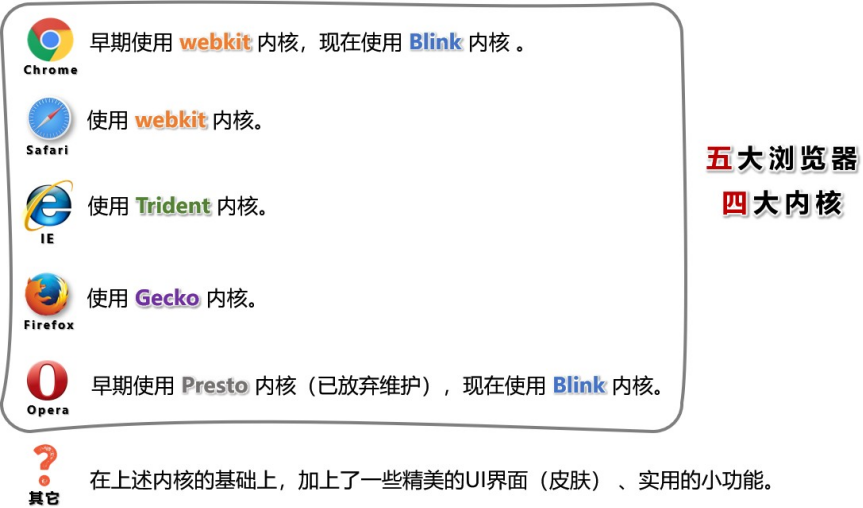 早期使用 webkit 内核，现在使用 Blink 内核 。
Chrome
使用 webkit 内核。
Safari
使用 Trident 内核。
IE
使用 Gecko 内核。
Firefox
早期使用 Presto 内核（已放弃维护），现在使用 Blink 内核。
Opera
五大浏览器
四大内核
在上述内核的基础上，加上了一些精美的UI界面（皮肤） 、实用的小功能。
其它